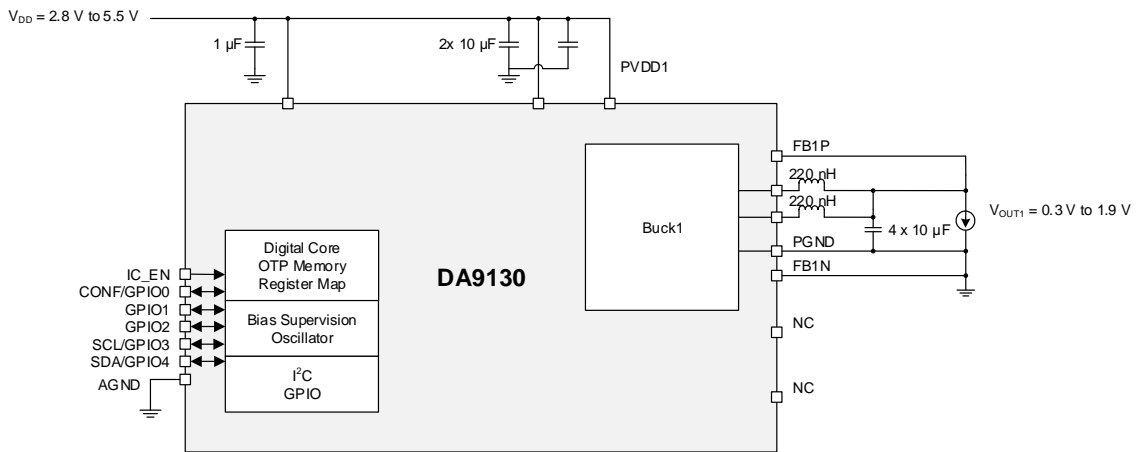 V_DD = 2.8 V to 5.5 V
1 µF
2x 10 µF
PVDD1
FB1P
220 nH
220 nH
V_OUT1 = 0.3 V to 1.9 V
Buck1
4 x 10 µF
PGND
FB1N
Digital Core
OTP Memory
Register Map
DA9130
IC_EN
CONF/GPIO0
GPIO1
GPIO2
SCL/GPIO3
SDA/GPIO4
AGND
Bias Supervision
Oscillator
I²C
GPIO
NC
NC